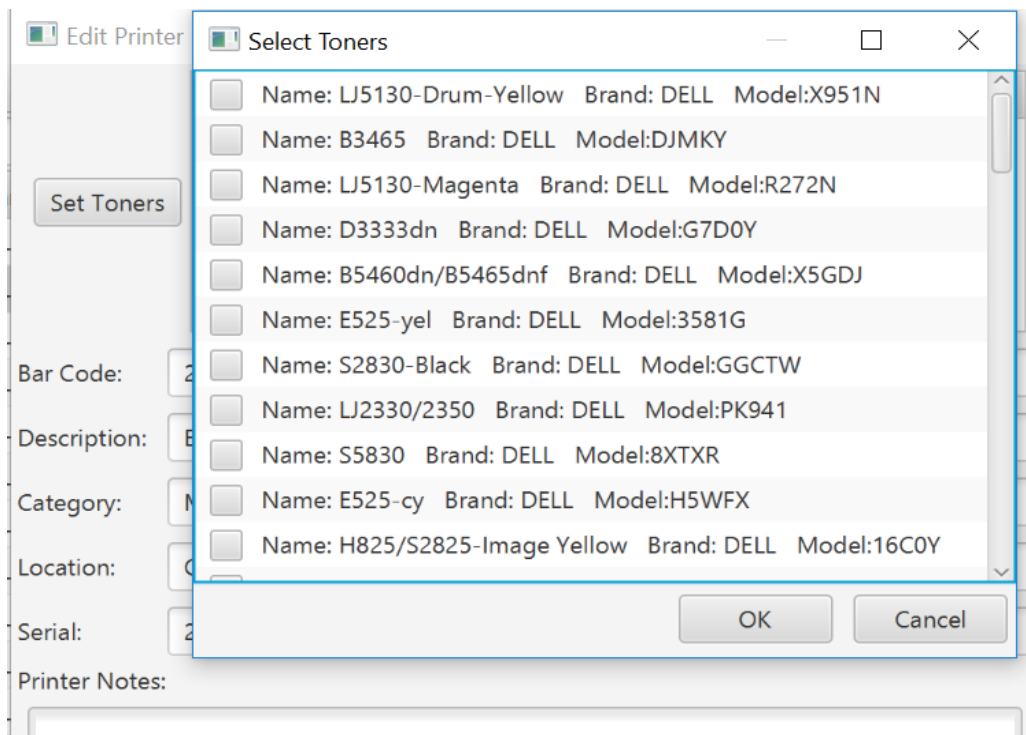 Edit Printer
Select Toners
Name: LJ5130-Drum-Yellow Brand: DELL Model:X951N
Name: B3465 Brand: DELL Model:DJMKY
Name: LJ5130-Magenta Brand: DELL Model:R272N
Set Toners
Name: D3333dn Brand: DELL Model:G7D0Y
Name: B5460dn/B5465dnf Brand: DELL Model:X5GDJ
Name: E525-yel Brand: DELL Model:3581G
Bar Code: 2
Name: S2830-Black Brand: DELL Model:GGCTW
Name: LJ2330/2350 Brand: DELL Model:PK941
Description:
Name: S5830 Brand: DELL Model:8XTXR
Category:
Name: E525-cy Brand: DELL Model:H5WFX
Location:
Name: H825/S2825-Image Yellow Brand: DELL Model:16C0Y
Serial: 2
OK Cancel
Printer Notes: